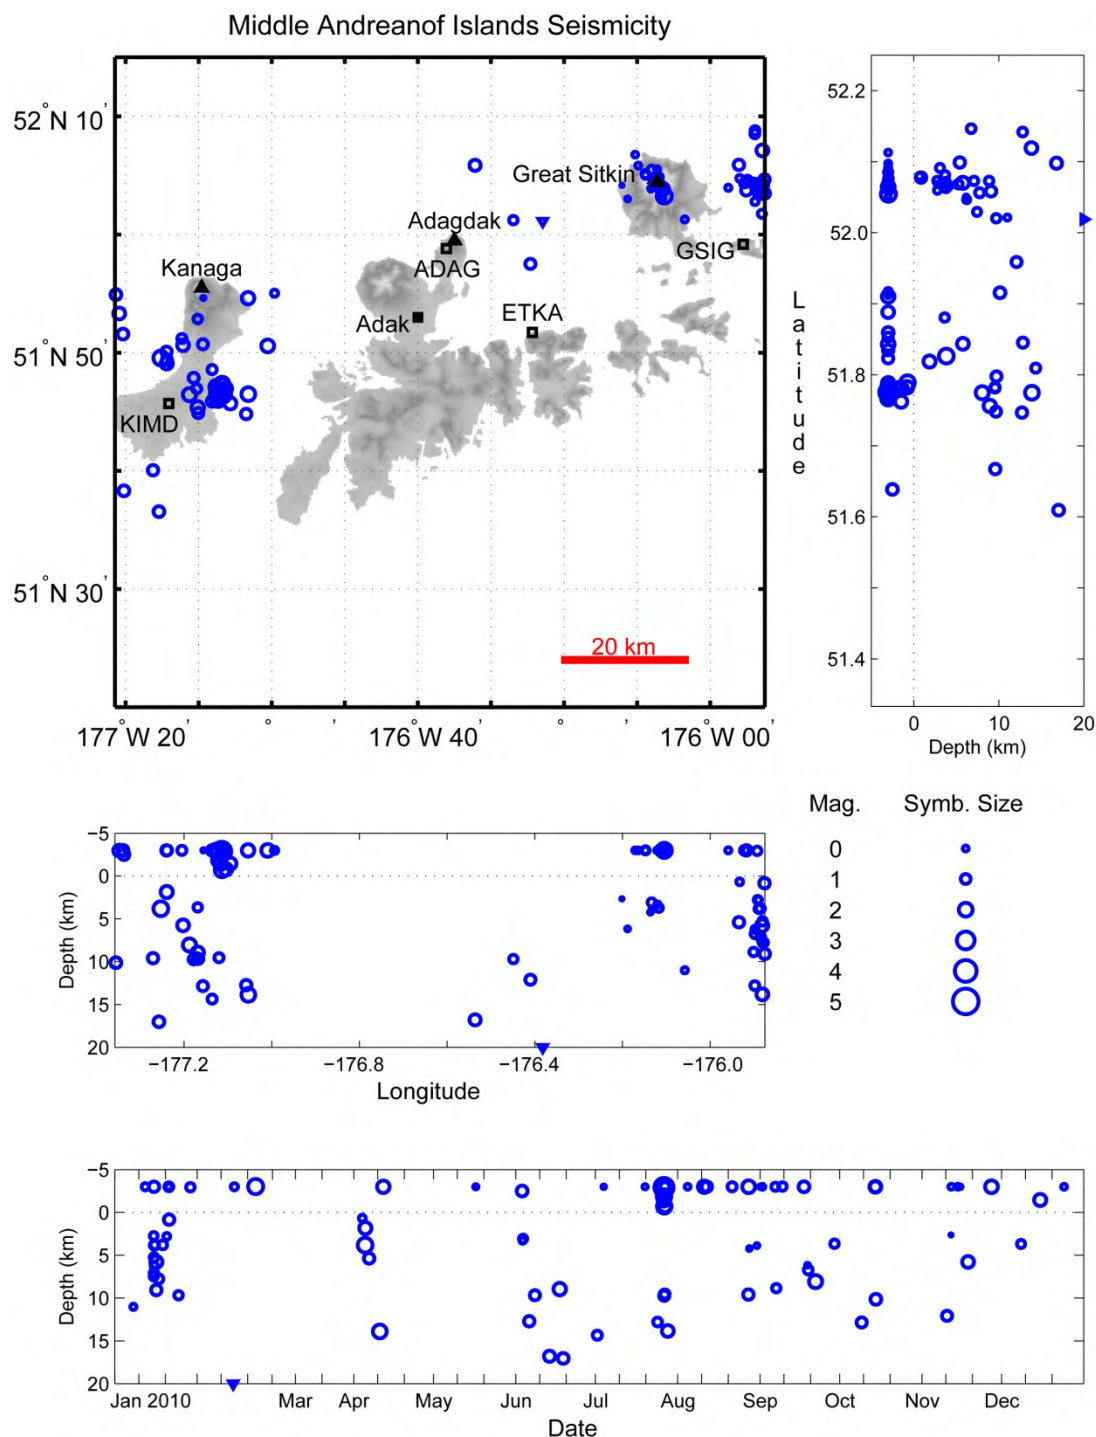 Middle Andreanof Islands Seismicity
52°N 10'
51°N 50'
51°N 30'
Great Sitkin
Adagdak
ADAG
GSIG
Kanaga
Adak
ETKA
KIMD
20 km
177°W 20'
°
'
176°W 40'
°
'
176°W 00'
52.2
52.0
51.8
51.6
51.4
Latitude
0 10 20
Depth (km)
−5
0
5
10
15
20
Depth (km)
−177.2 −176.8 −176.4 −176.0
Longitude
Mag. Symb. Size
0
1
2
3
4
5
−5
0
5
10
15
20
Depth (km)
Jan 2010 Mar Apr May Jun Jul Aug Sep Oct Nov Dec
Date